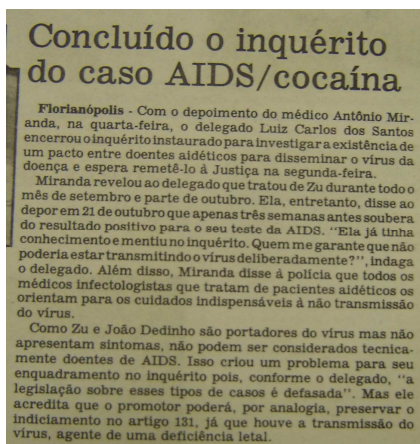 Concluído o inquérito
do caso AIDS/cocaína
Florianópolis - Com o depoimento do médico Antônio Mir-
anda, na quarta-feira, o delegado Luiz Carlos dos Santos
encerrou o inquérito instaurado para investigar a existência de
um pacto entre doentes aidéticos para disseminar o vírus da
doença e espera remetê-lo à Justiça na segunda-feira.
Miranda revelou ao delegado que tratou de Zu durante todo o
mês de setembro e parte de outubro. Ela, entretanto, disse ao
depor em 21 de outubro que apenas três semanas antes soubera
do resultado positivo para o seu teste da AIDS. "Ela já tinha
conhecimento e mentiu no inquérito. Quem me garante que não
poderia estar transmitindo o vírus deliberadamente?", indaga
o delegado. Além disso, Miranda disse à polícia que todos os
médicos infectologistas que tratam de pacientes aidéticos os
orientam para os cuidados indispensáveis à não transmissão
do vírus.
Como Zu e João Dedinho são portadores do vírus mas não
apresentam sintomas, não podem ser considerados tecnica-
mente doentes de AIDS. Isso criou um problema para seu
enquadramento no inquérito pois, conforme o delegado, "a
legislação sobre esses tipos de casos é defasada". Mas ele
acredita que o promotor poderá, por analogia, preservar o
indiciamento no artigo 131, já que houve a transmissão do
vírus, agente de uma deficiência letal.